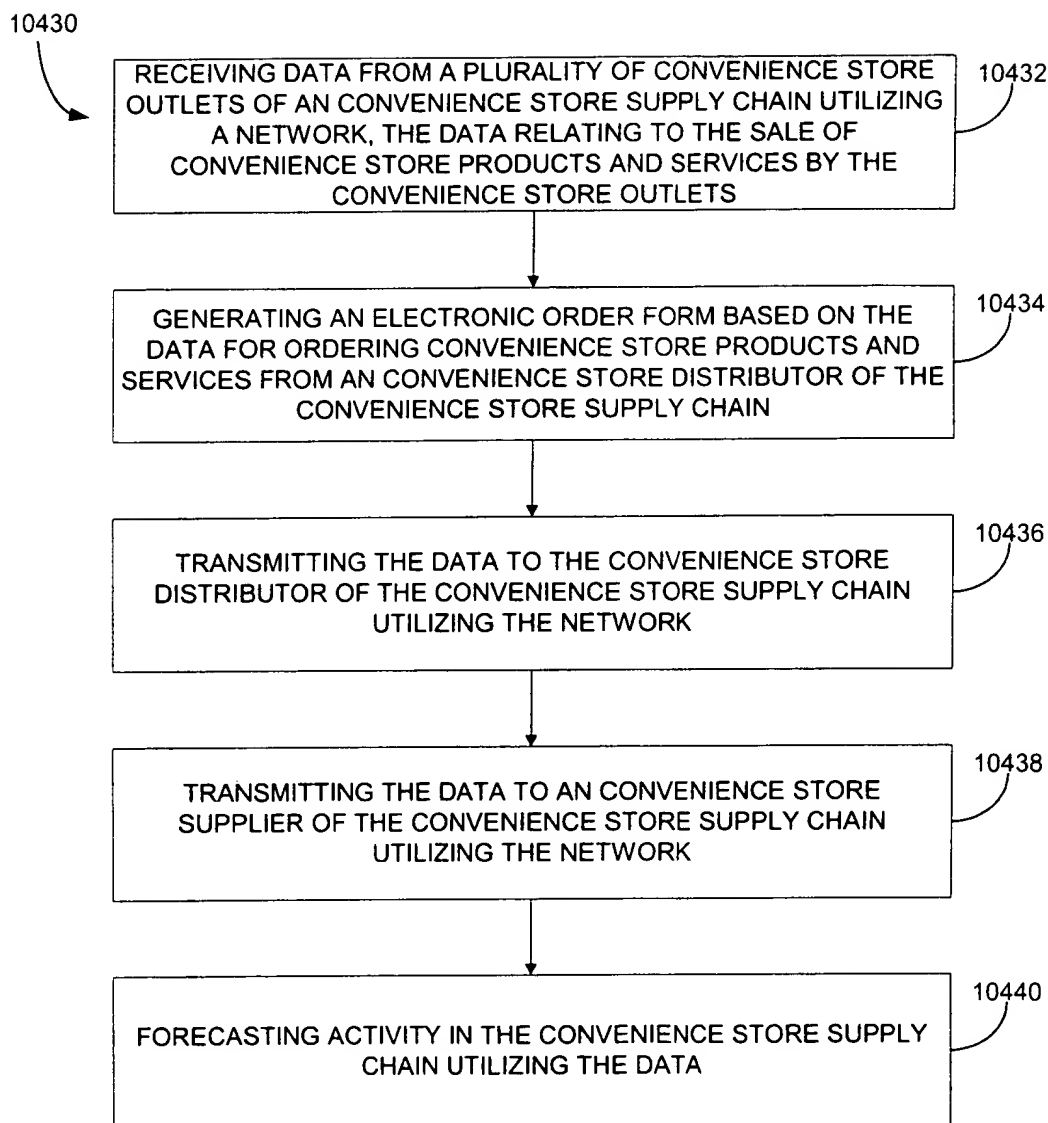 10430
RECEIVING DATA FROM A PLURALITY OF CONVENIENCE STORE
OUTLETS OF AN CONVENIENCE STORE SUPPLY CHAIN UTILIZING
A NETWORK, THE DATA RELATING TO THE SALE OF
CONVENIENCE STORE PRODUCTS AND SERVICES BY THE
CONVENIENCE STORE OUTLETS
10432
GENERATING AN ELECTRONIC ORDER FORM BASED ON THE
DATA FOR ORDERING CONVENIENCE STORE PRODUCTS AND
SERVICES FROM AN CONVENIENCE STORE DISTRIBUTOR OF THE
CONVENIENCE STORE SUPPLY CHAIN
10434
TRANSMITTING THE DATA TO THE CONVENIENCE STORE
DISTRIBUTOR OF THE CONVENIENCE STORE SUPPLY CHAIN
UTILIZING THE NETWORK
10436
TRANSMITTING THE DATA TO AN CONVENIENCE STORE
SUPPLIER OF THE CONVENIENCE STORE SUPPLY CHAIN
UTILIZING THE NETWORK
10438
FORECASTING ACTIVITY IN THE CONVENIENCE STORE SUPPLY
CHAIN UTILIZING THE DATA
10440